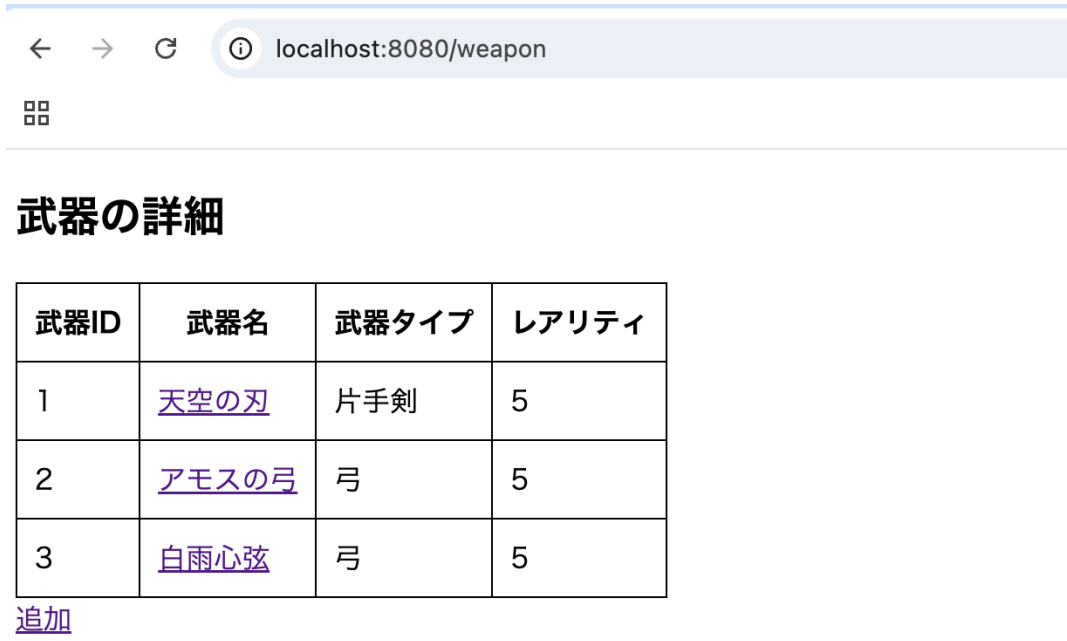 localhost:8080/weapon
武器の詳細
武器ID 武器名 武器タイプ レアリティ
1 天空の刃 片手剣 5
2 アモスの弓 弓 5
3 白雨心弦 弓 5
追加